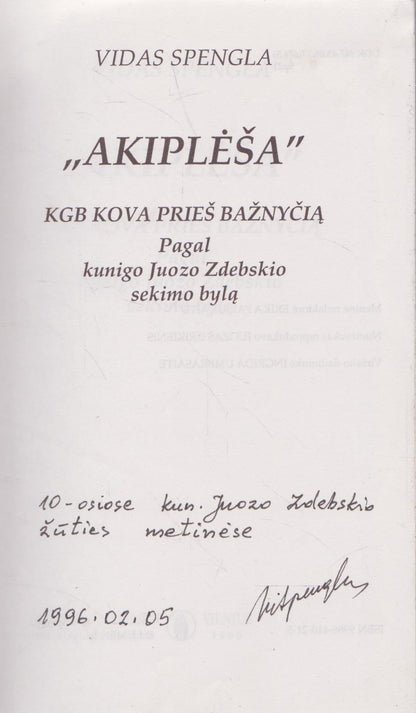 VIDAS SPENGLA
„AKIPLĖŠA”
KGB KOVA PRIEŠ BAŽNYČIĄ
Pagal
kunigo Juozo Zdebskio
sekimo bylą
10-osiose kun. Juozo Zdebskio
žūties metinėse
1996.02.05